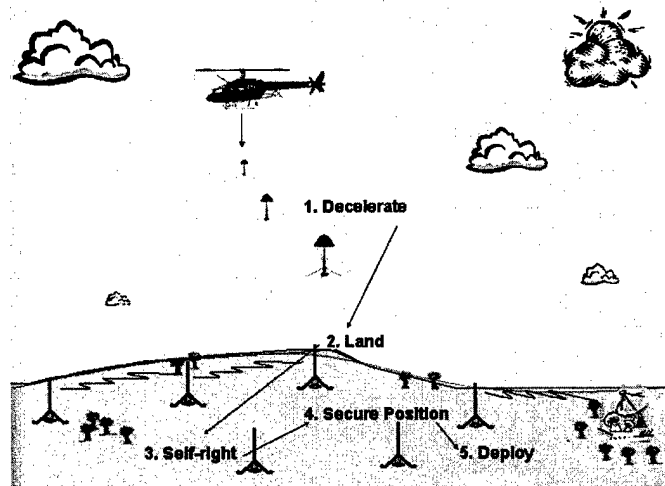 1. Decelerate
2. Land
3. Self-right
4. Secure Position
5. Deploy